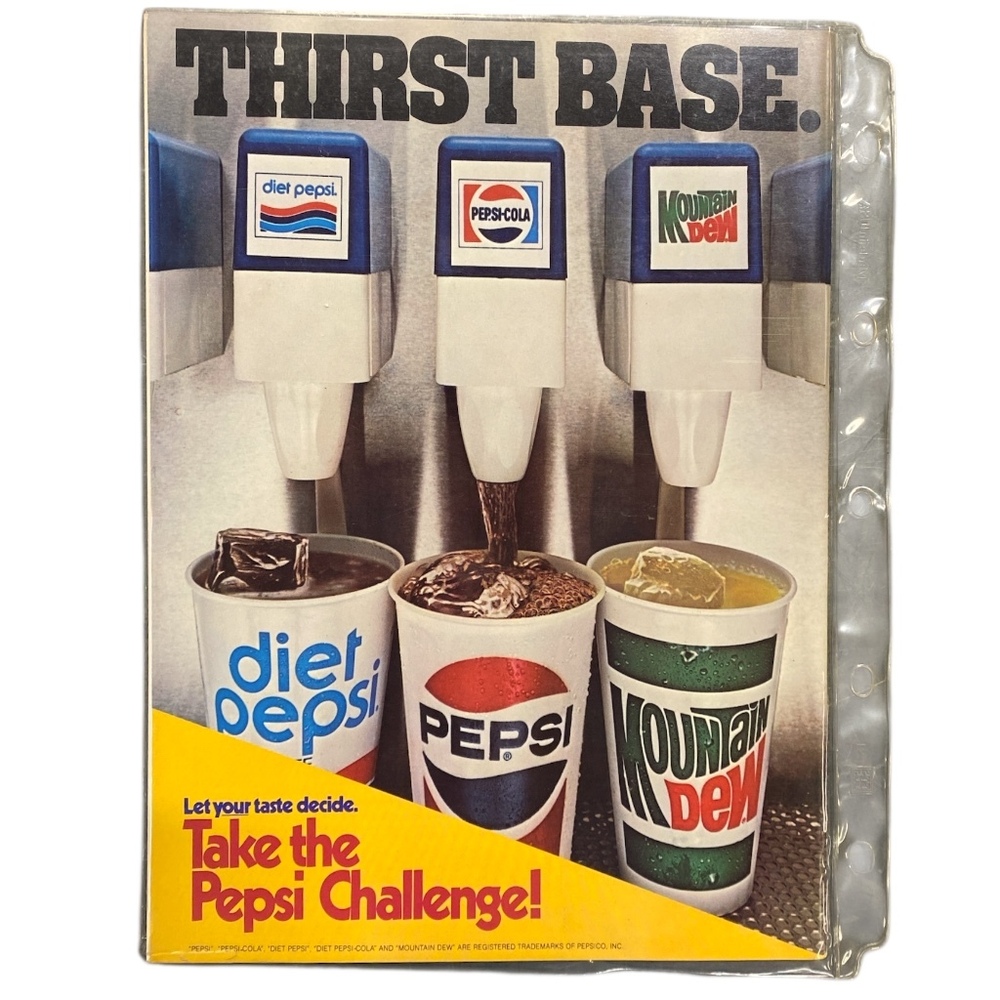 THIRST BASE.
diet pepsi.
PEPSI-COLA
MOUNTAIN
DEW
diet
pepsi.
PEPSI
®
MOUNTAIN
DEW
Let your taste decide.
Take the
Pepsi Challenge!
"PEPSI", "PEPSI-COLA", "DIET PEPSI", "DIET PEPSI-COLA" AND "MOUNTAIN DEW" ARE REGISTERED TRADEMARKS OF PEPSICO, INC.